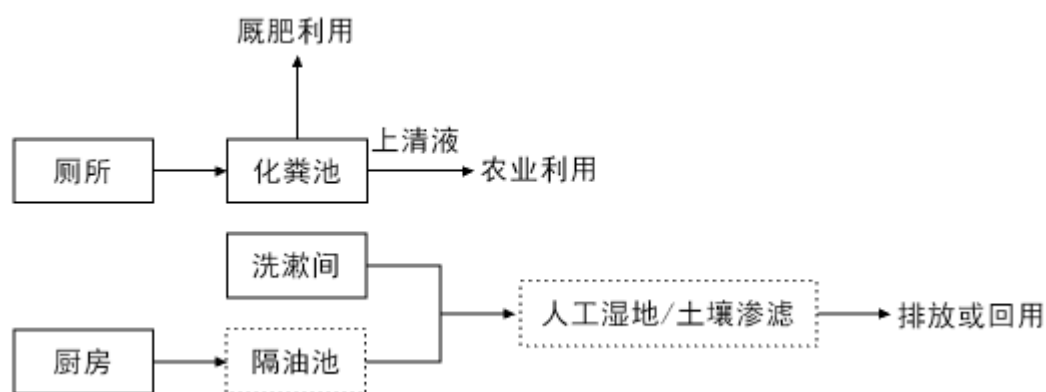 厩肥利用
上清液
厕所
化粪池
农业利用
洗漱间
人工湿地/土壤渗滤
排放或回用
厨房
隔油池